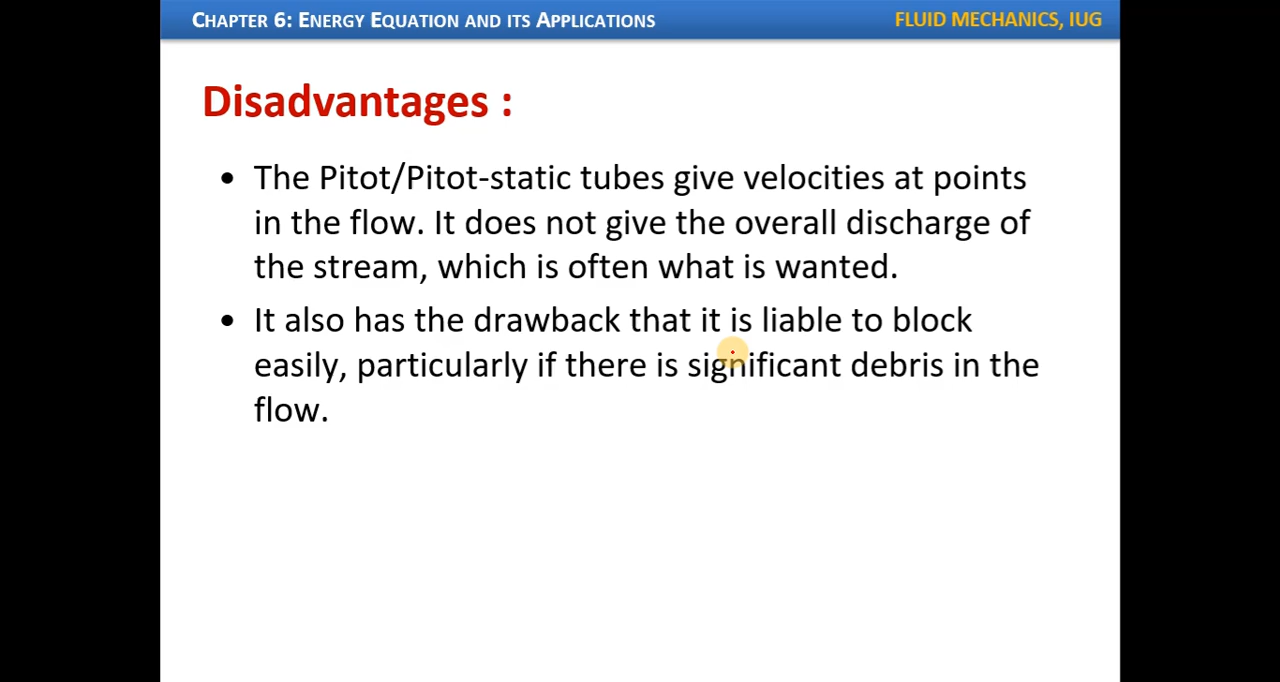 CHAPTER 6: ENERGY EQUATION AND ITS APPLICATIONS
FLUID MECHANICS, IUG
Disadvantages :
• The Pitot/Pitot-static tubes give velocities at points
in the flow. It does not give the overall discharge of
the stream, which is often what is wanted.
• It also has the drawback that it is liable to block
easily, particularly if there is significant debris in the
flow.